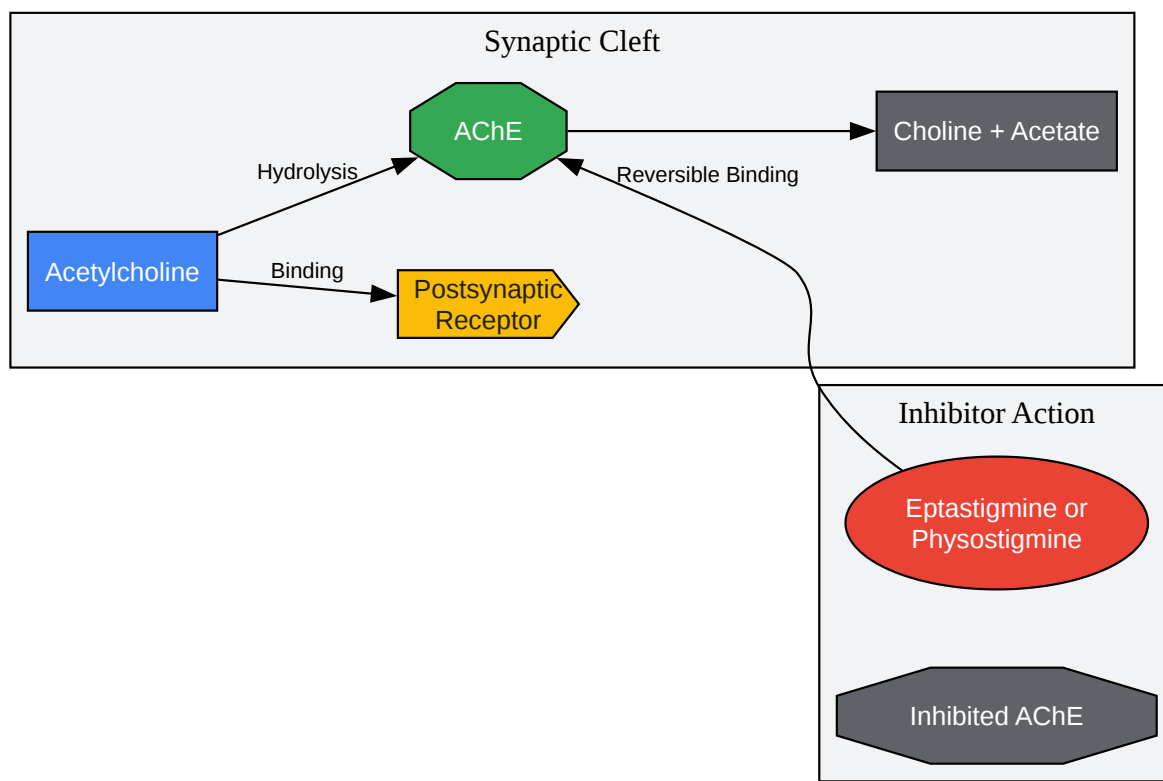 Synaptic Cleft
AChE
Choline + Acetate
Hydrolysis
Reversible Binding
Acetylcholine
Binding
Postsynaptic
Receptor
Inhibitor Action
Eptastigmine or
Physostigmine
Inhibited AChE